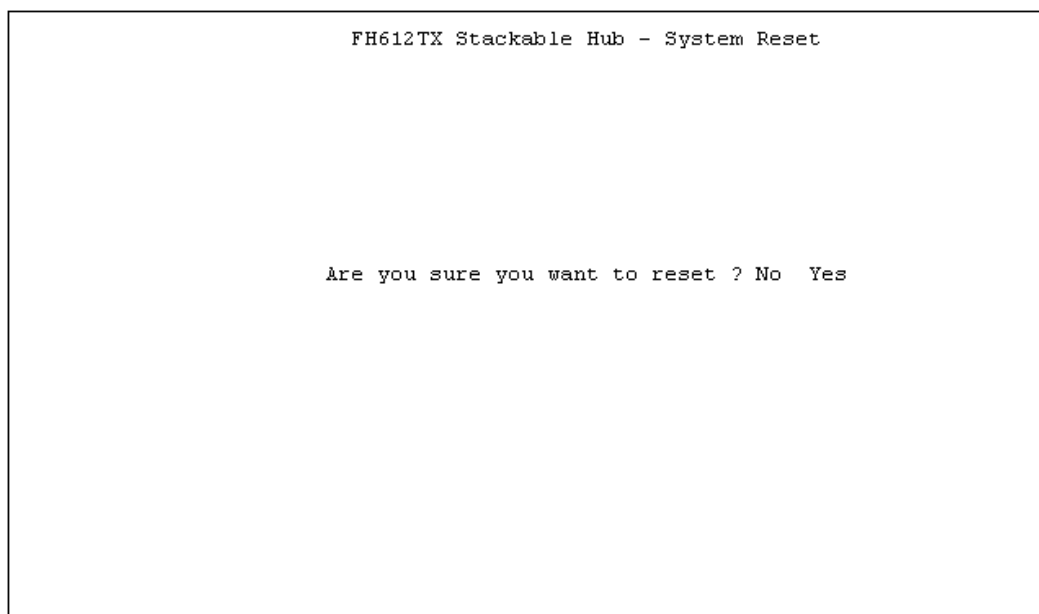 FH612TX Stackable Hub - System Reset
Are you sure you want to reset ? No Yes